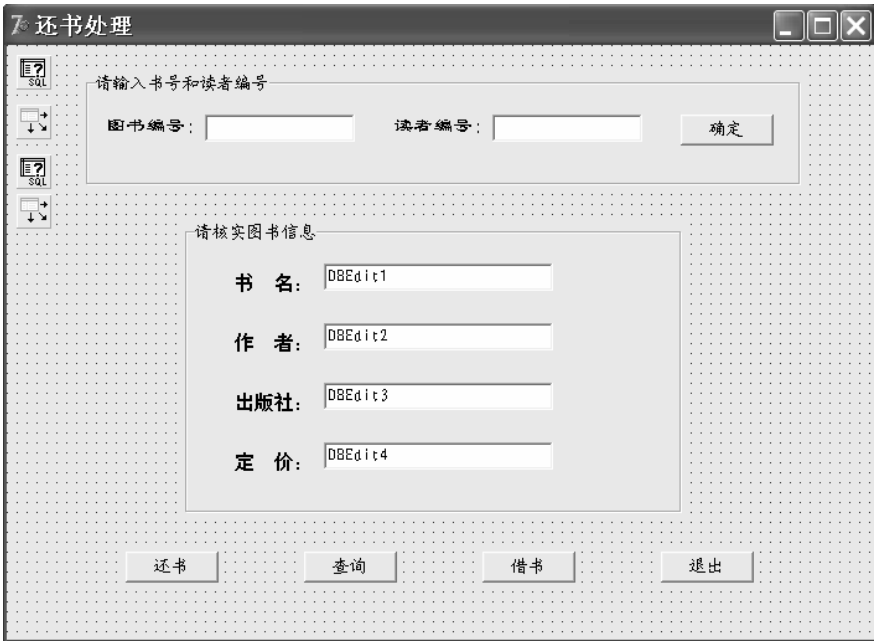 还书处理
SQL
请输入书号和读者编号
图书编号: 读者编号: 确定
SQL
请核实图书信息
书 名: DBEdit1
作 者: DBEdit2
出版社: DBEdit3
定 价: DBEdit4
还书 查询 借书 退出